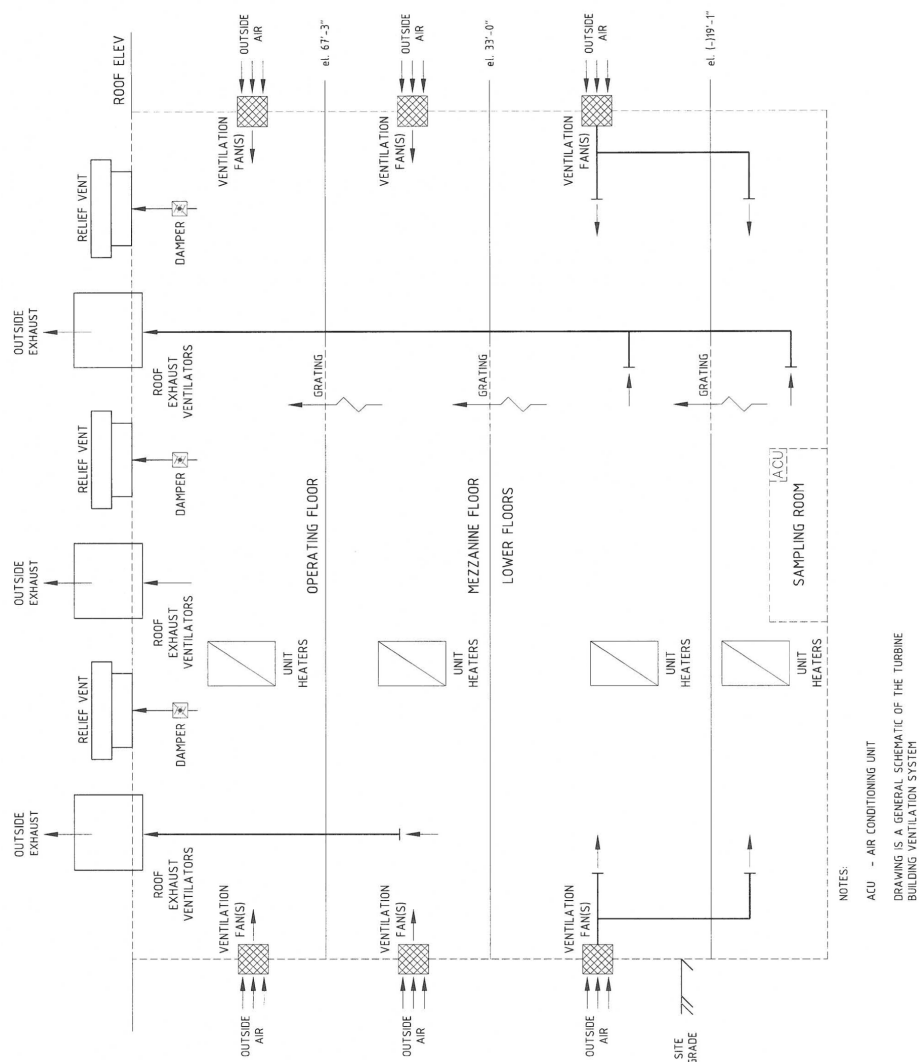 OUTSIDE
EXHAUST
OUTSIDE
EXHAUST
OUTSIDE
EXHAUST
RELIEF VENT
RELIEF VENT
RELIEF VENT
ROOF ELEV
ROOF
EXHAUST
VENTILATORS
DAMPER
ROOF
EXHAUST
VENTILATORS
DAMPER
ROOF
EXHAUST
VENTILATORS
DAMPER
OUTSIDE
AIR
VENTILATION
FAN(S)
UNIT
HEATERS
VENTILATION
FAN(S)
OUTSIDE
AIR
OPERATING FLOOR
GRATING
el. 67'-3"
OUTSIDE
AIR
VENTILATION
FAN(S)
UNIT
HEATERS
VENTILATION
FAN(S)
OUTSIDE
AIR
MEZZANINE FLOOR
GRATING
el. 33'-0"
LOWER FLOORS
OUTSIDE
AIR
VENTILATION
FAN(S)
UNIT
HEATERS
VENTILATION
FAN(S)
OUTSIDE
AIR
SITE
GRADE
GRATING
el. (-)19'-1"
UNIT
HEATERS
ACU
SAMPLING ROOM
NOTES:
ACU - AIR CONDITIONING UNIT
DRAWING IS A GENERAL SCHEMATIC OF THE TURBINE
BUILDING VENTILATION SYSTEM